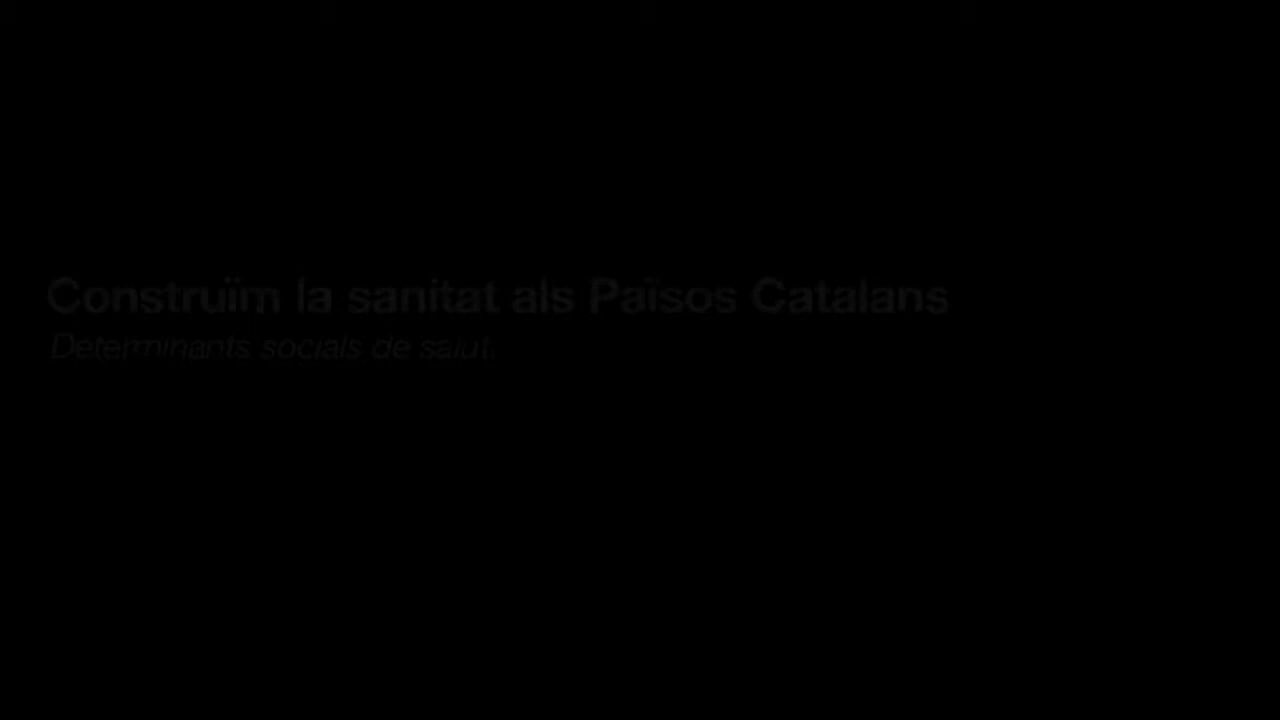 Construïm la sanitat als Països Catalans
Determinants socials de salut.